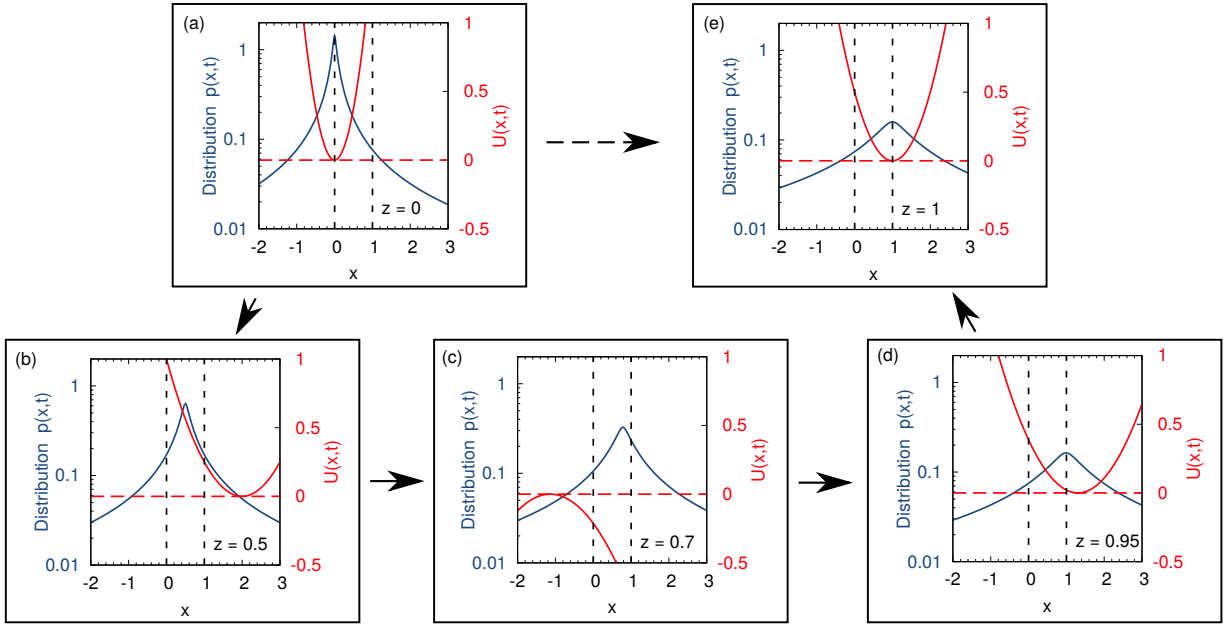 (a)
Distribution p(x,t)
1
0.1
0.01
1
0.5
0
-0.5
U(x,t)
z = 0
-2 -1 0 1 2 3
x
(e)
Distribution p(x,t)
1
0.1
0.01
1
0.5
0
-0.5
U(x,t)
z = 1
-2 -1 0 1 2 3
x
(b)
Distribution p(x,t)
1
0.1
0.01
1
0.5
0
-0.5
U(x,t)
z = 0.5
-2 -1 0 1 2 3
x
(c)
Distribution p(x,t)
1
0.1
0.01
1
0.5
0
-0.5
U(x,t)
z = 0.7
-2 -1 0 1 2 3
x
(d)
Distribution p(x,t)
1
0.1
0.01
1
0.5
0
-0.5
U(x,t)
z = 0.95
-2 -1 0 1 2 3
x